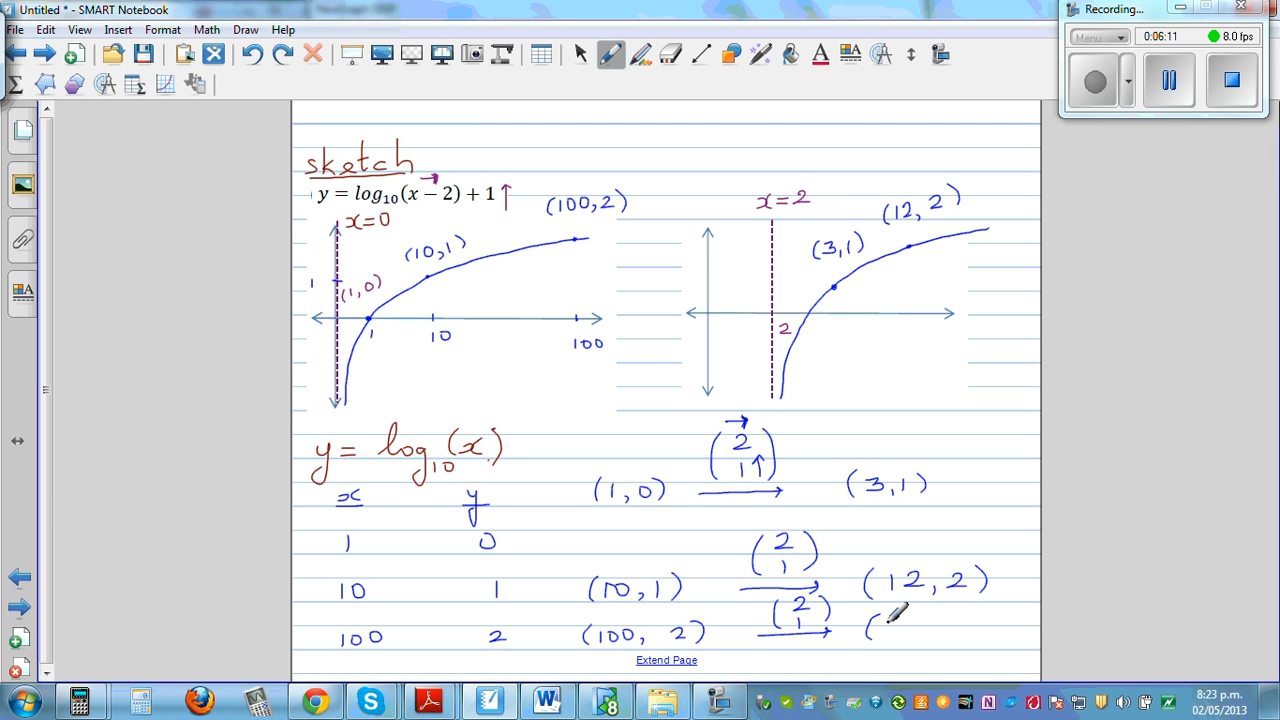 Untitled * - SMART Notebook
Recording...
File Edit View Insert Format Math Draw Help
Menu 0:06:11 8.0 fps
sketch
y = log₁₀(x − 2) + 1 ↑
x=0
(100,2)
x=2
(12, 2)
(10,1)
(3,1)
1
(1,0)
1
10
100
2
y = log₁₀(x)
(2 1↑)
x y (1,0) → (3,1)
1 0
(2 1)
10 1 (10,1) → (12,2)
(2 1)
100 2 (100, 2) → (
Extend Page
8:23 p.m.
02/05/2013